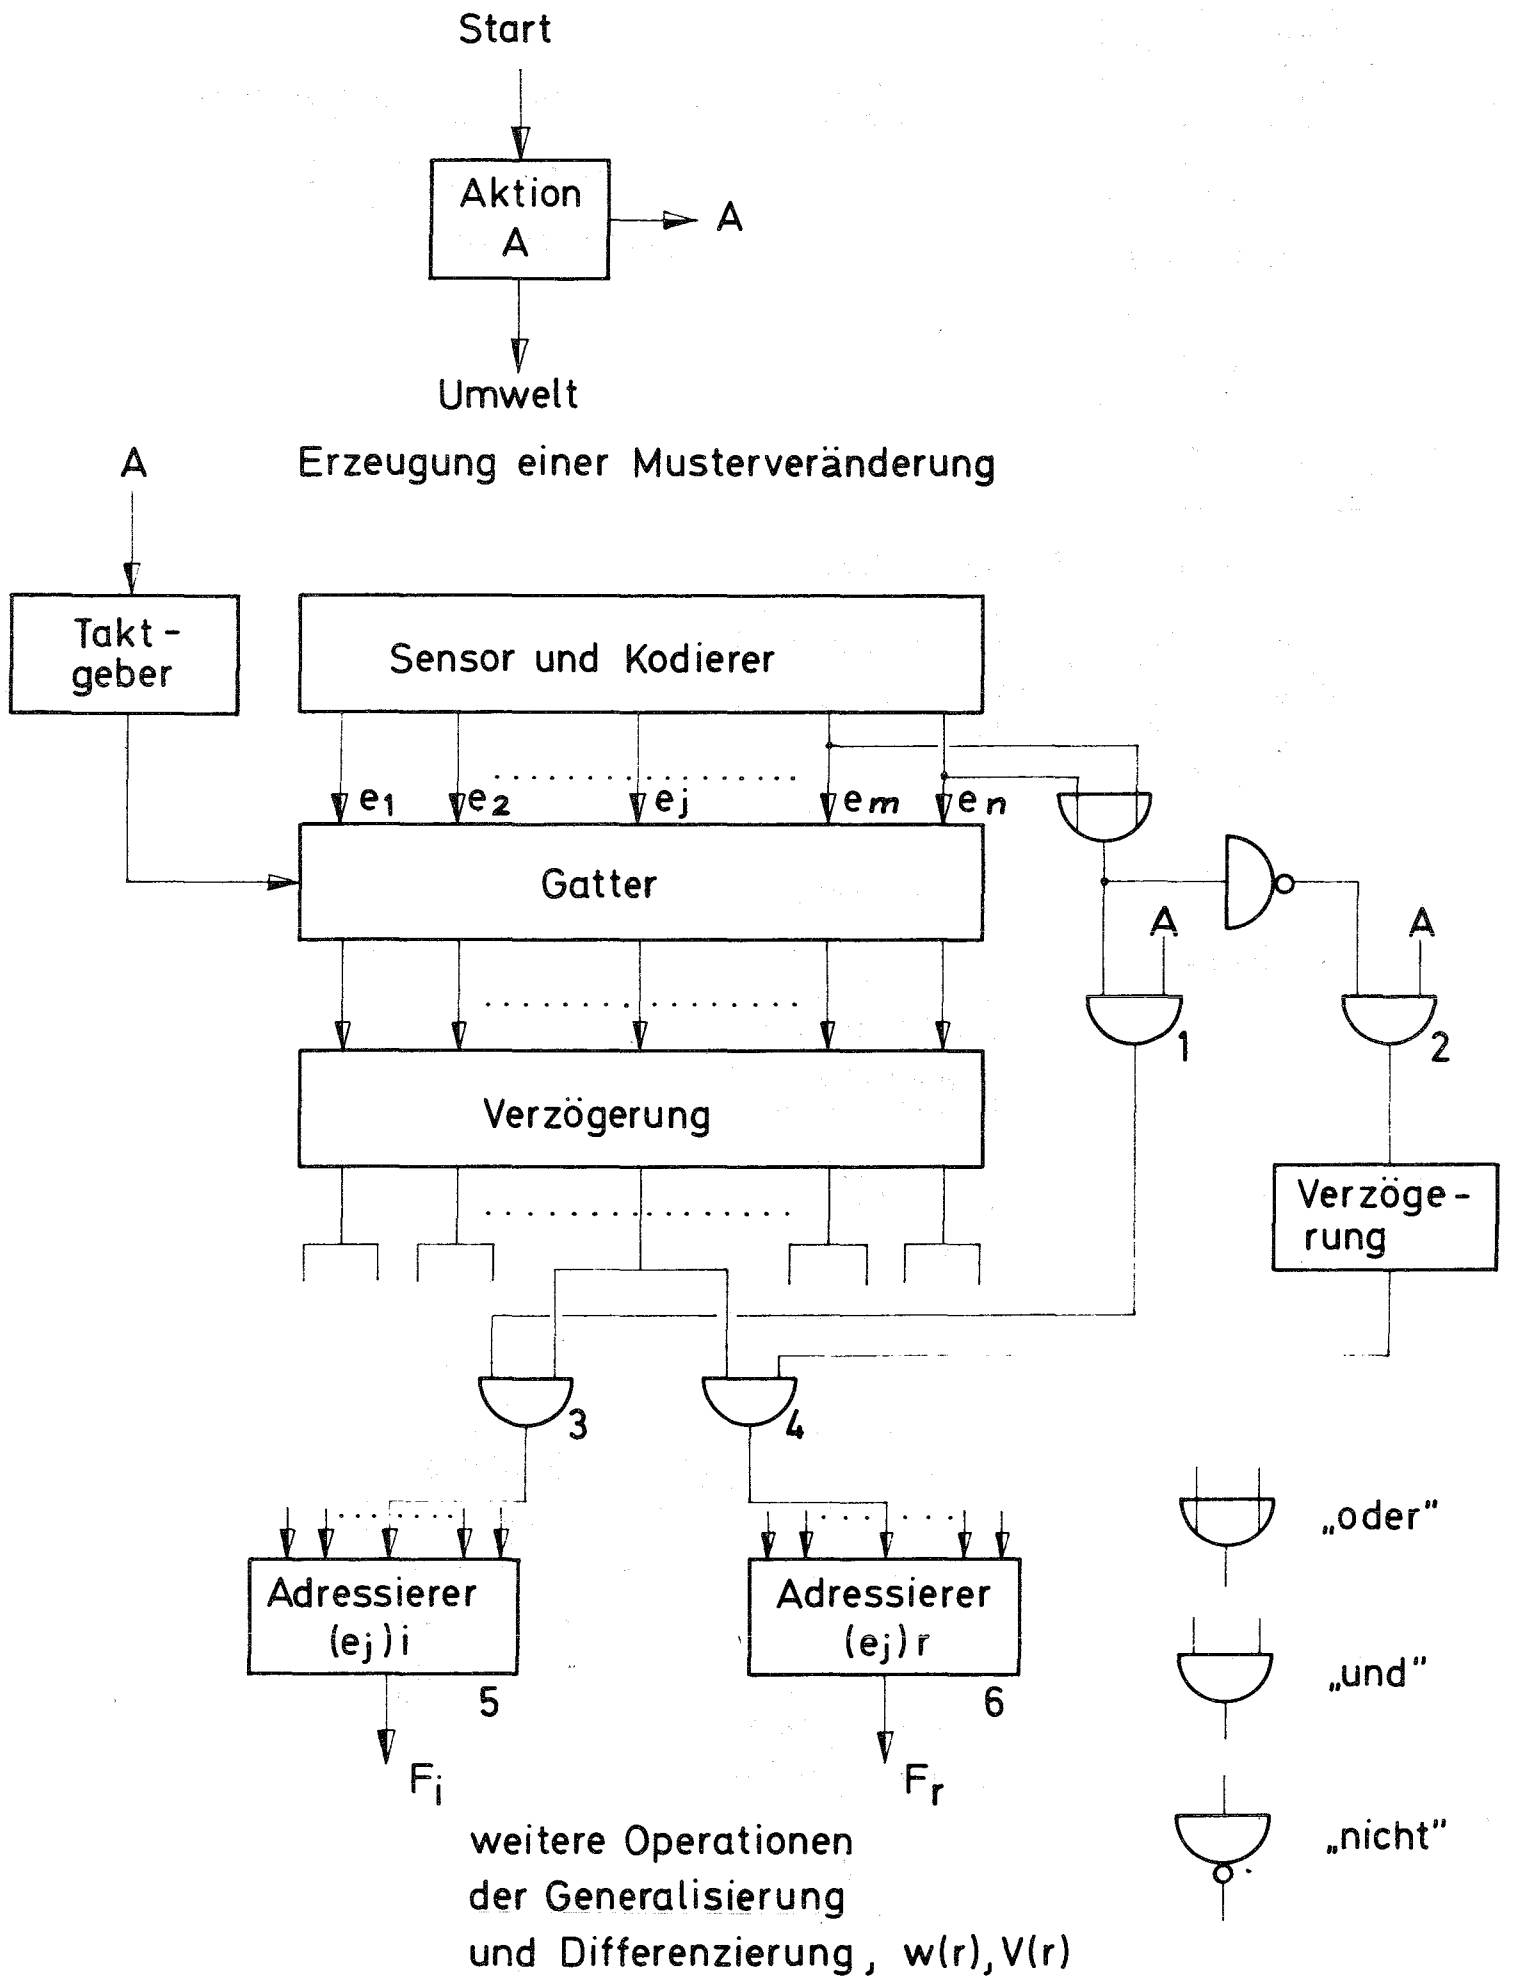 Start
Aktion
A
A
Umwelt
A
Erzeugung einer Musterveränderung
Takt-
geber
Sensor und Kodierer
e1 e2 ej em en
Gatter
A
A
1
2
Verzögerung
Verzöge-
rung
3
4
Adressierer
(ej)i
5
Adressierer
(ej)r
6
Fi
Fr
„oder”
„und”
„nicht”
weitere Operationen
der Generalisierung
und Differenzierung, w(r), V(r)